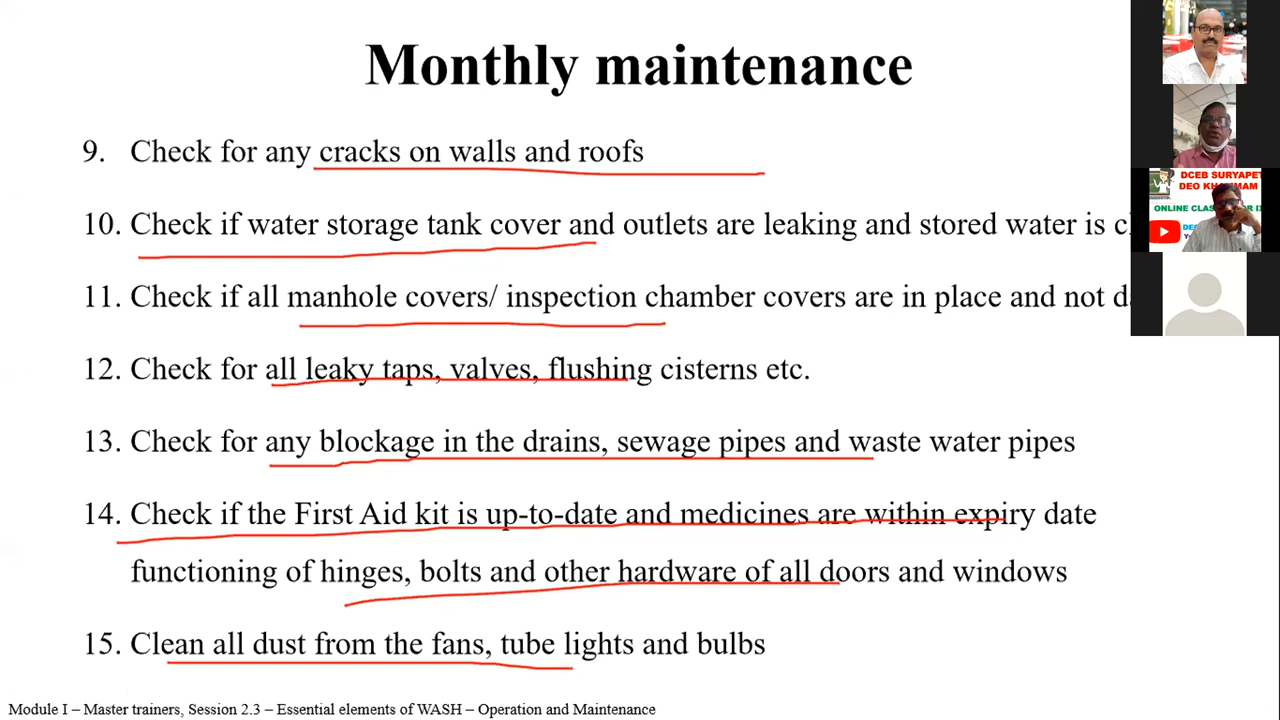 Monthly maintenance
9. Check for any cracks on walls and roofs
10. Check if water storage tank cover and outlets are leaking and stored water is
11. Check if all manhole covers/ inspection chamber covers are in place and not
12. Check for all leaky taps, valves, flushing cisterns etc.
13. Check for any blockage in the drains, sewage pipes and waste water pipes
14. Check if the First Aid kit is up-to-date and medicines are within expiry date
functioning of hinges, bolts and other hardware of all doors and windows
15. Clean all dust from the fans, tube lights and bulbs
Module I – Master trainers, Session 2.3 – Essential elements of WASH – Operation and Maintenance
DCEB SURYAPET
DEO
ONLINE